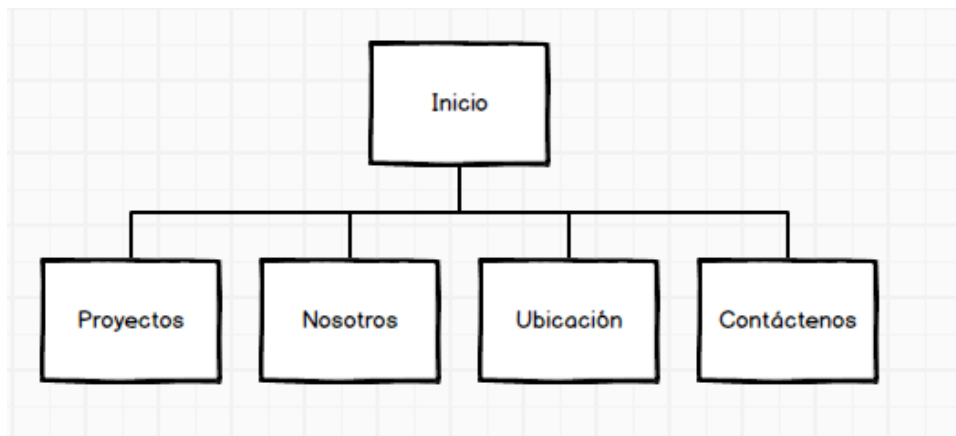 Inicio
Proyectos
Nosotros
Ubicación
Contáctenos